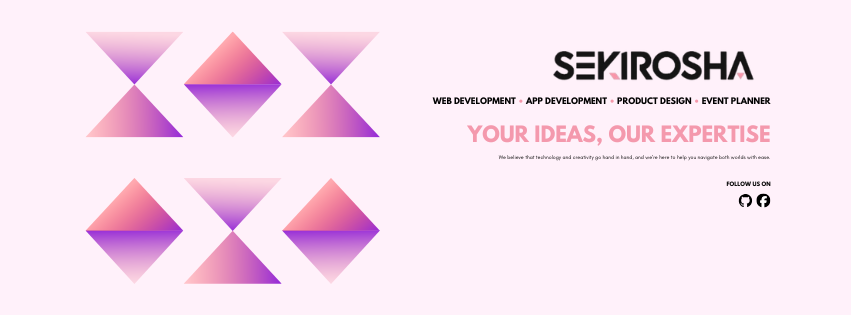 SEKIROSHA
WEB DEVELOPMENT • APP DEVELOPMENT • PRODUCT DESIGN • EVENT PLANNER
YOUR IDEAS, OUR EXPERTISE
We believe that technology and creativity go hand in hand, and we're here to help you navigate both worlds with ease.
FOLLOW US ON